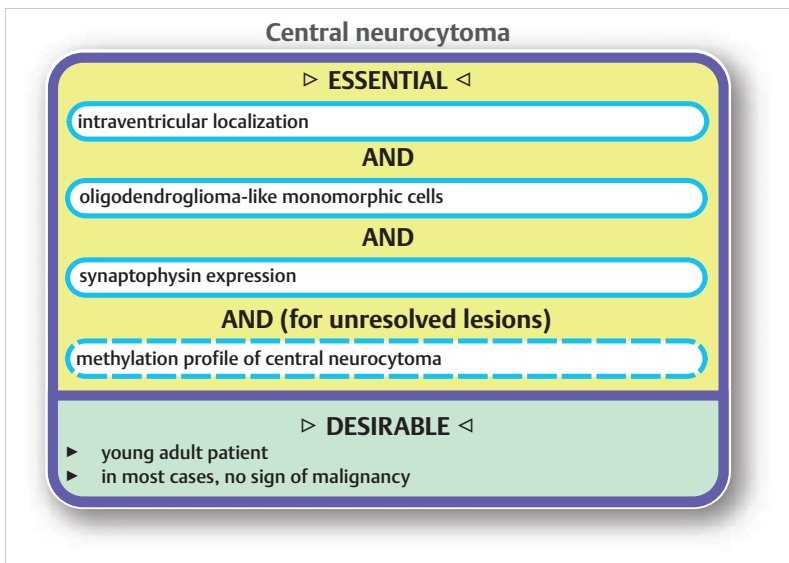 Central neurocytoma
▷ ESSENTIAL ◁
intraventricular localization
AND
oligodendroglioma-like monomorphic cells
AND
synaptophysin expression
AND (for unresolved lesions)
methylation profile of central neurocytoma
▷ DESIRABLE ◁
► young adult patient
► in most cases, no sign of malignancy